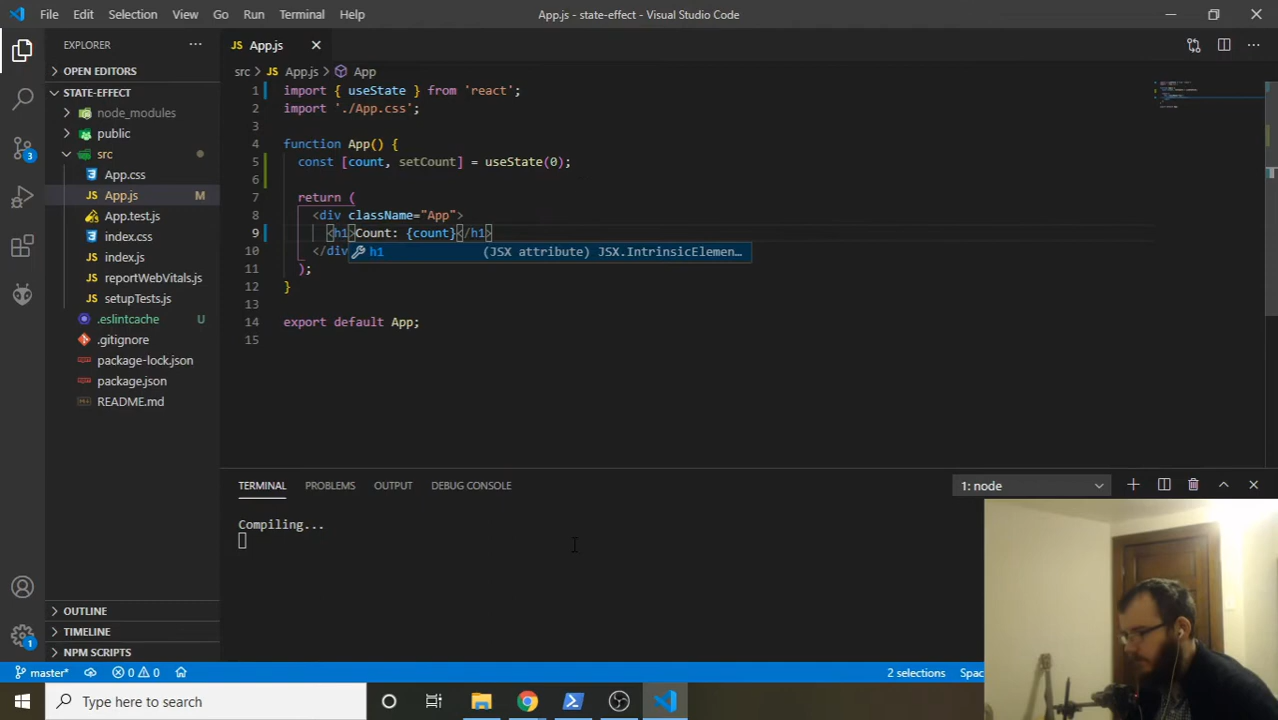 File Edit Selection View Go Run Terminal Help App.js - state-effect - Visual Studio Code
EXPLORER
OPEN EDITORS
STATE-EFFECT
node_modules
public
src
App.css
App.js M
App.test.js
index.css
index.js
reportWebVitals.js
setupTests.js
.eslintcache U
.gitignore
package-lock.json
package.json
README.md
OUTLINE
TIMELINE
NPM SCRIPTS
3
1
JS App.js
src > JS App.js > App
1 import { useState } from 'react';
2 import './App.css';
3
4 function App() {
5 const [count, setCount] = useState(0);
6
7 return (
8 <div className="App">
9 <h1>Count: {count}</h1>
h1 (JSX attribute) JSX.IntrinsicElemen…
10 </div
11 );
12 }
13
14 export default App;
15
TERMINAL PROBLEMS OUTPUT DEBUG CONSOLE 1: node
Compiling...
master* 0 0 2 selections Spac
Type here to search